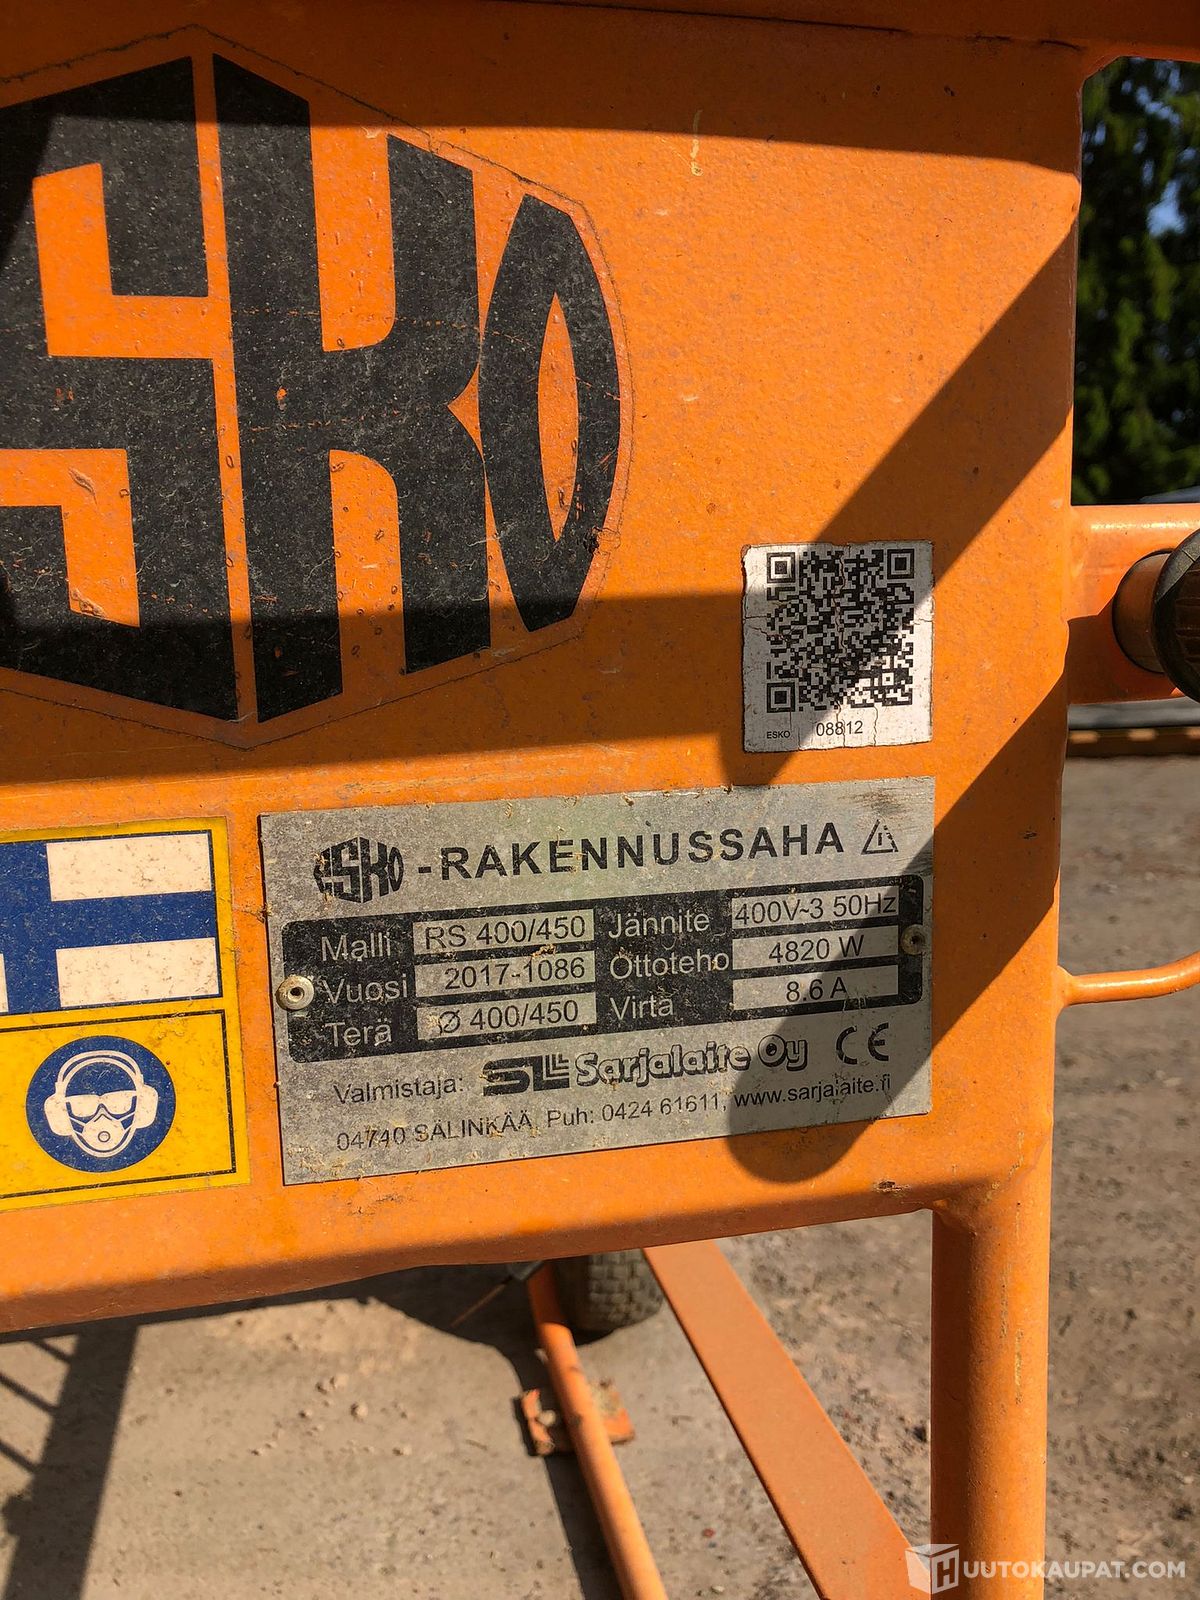 ESKO
ESKO 08812
ESKO -RAKENNUSSAHA
Malli RS 400/450 Jännite 400V~3 50Hz
Vuosi 2017-1086 Ottoteho 4820 W
Terä Ø 400/450 Virta 8.6 A
Valmistaja: SL Sarjalaite Oy CE
04740 SÄLINKÄÄ Puh: 0424 61611, www.sarjalaite.fi
HUUTOKAUPAT.COM